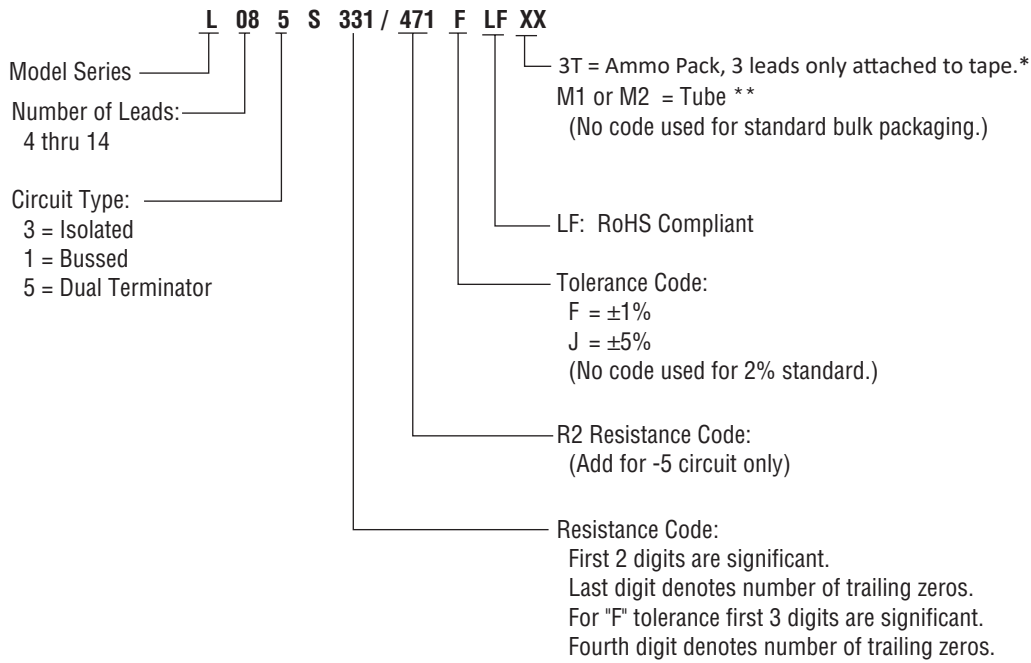 L 08 5 S 331 / 471 F LF XX
Model Series
Number of Leads:
4 thru 14
Circuit Type:
3 = Isolated
1 = Bussed
5 = Dual Terminator
3T = Ammo Pack, 3 leads only attached to tape.*
M1 or M2 = Tube **
(No code used for standard bulk packaging.)
LF: RoHS Compliant
Tolerance Code:
F = ±1%
J = ±5%
(No code used for 2% standard.)
R2 Resistance Code:
(Add for -5 circuit only)
Resistance Code:
First 2 digits are significant.
Last digit denotes number of trailing zeros.
For "F" tolerance first 3 digits are significant.
Fourth digit denotes number of trailing zeros.